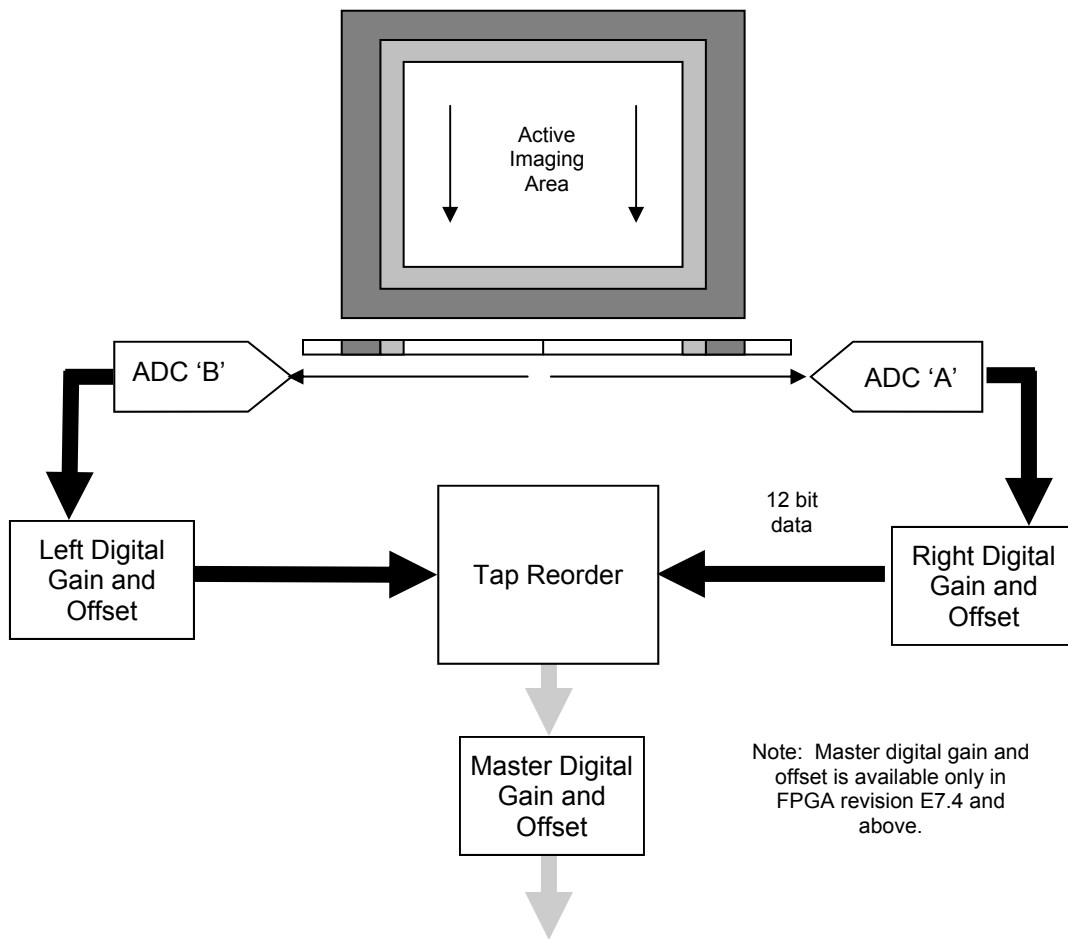 Active
Imaging
Area
ADC ‘B’
ADC ‘A’
12 bit
data
Left Digital
Gain and
Offset
Tap Reorder
Right Digital
Gain and
Offset
Master Digital
Gain and
Offset
Note:  Master digital gain and
offset is available only in
FPGA revision E7.4 and
above.